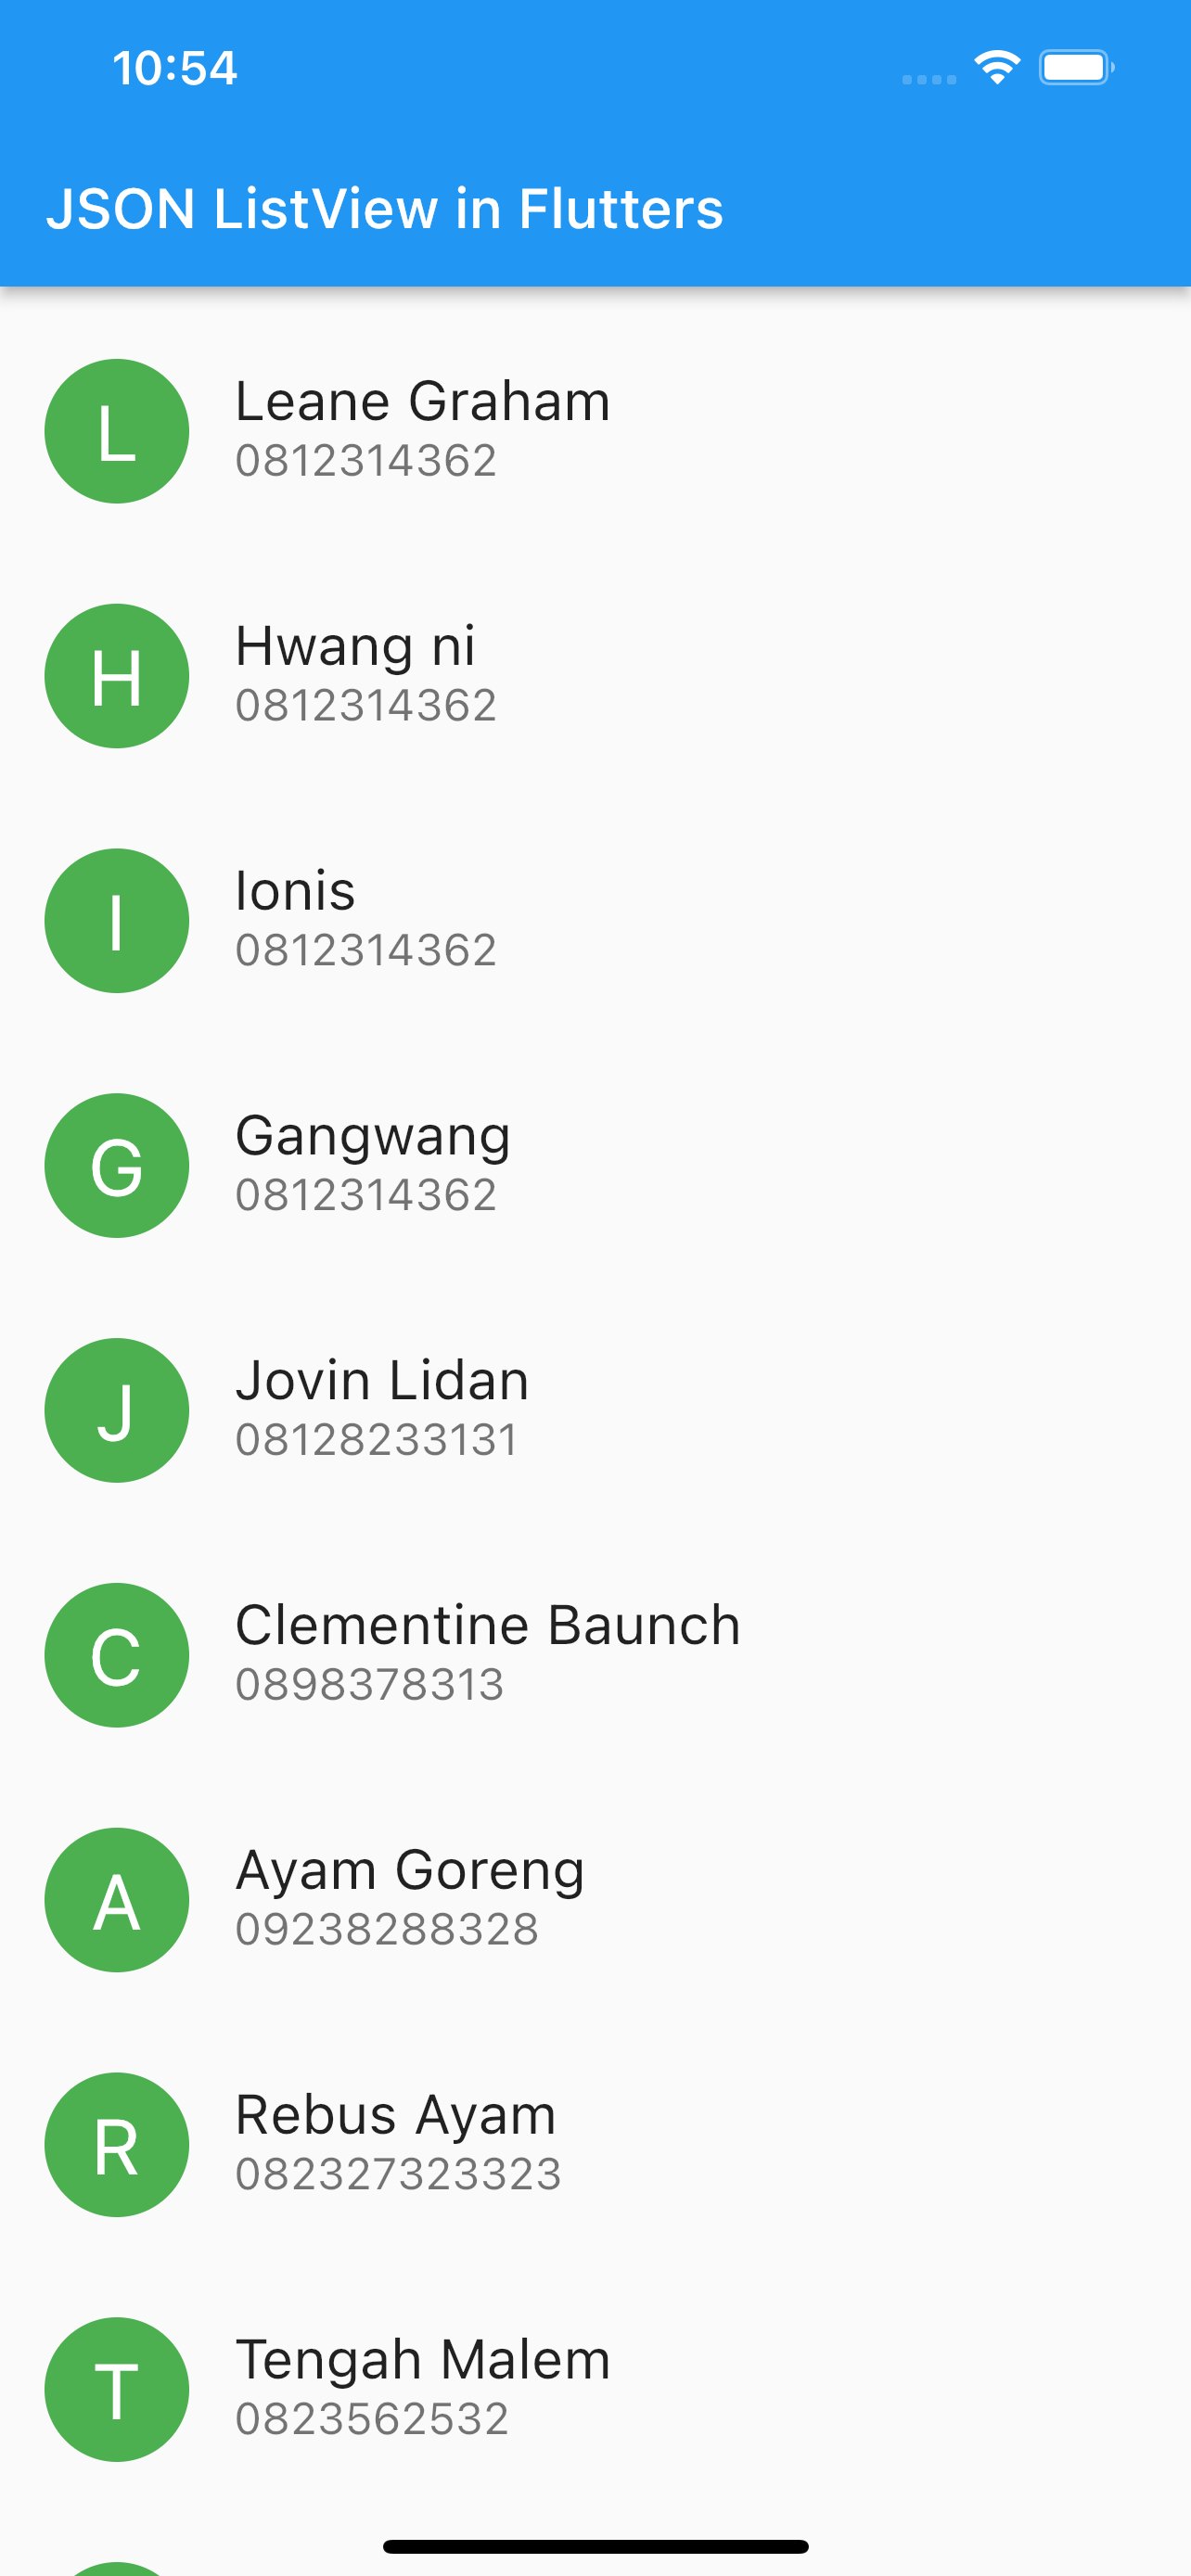 10:54
JSON ListView in Flutters
L
Leane Graham
0812314362
H
Hwang ni
0812314362
I
Ionis
0812314362
G
Gangwang
0812314362
J
Jovin Lidan
08128233131
C
Clementine Baunch
0898378313
A
Ayam Goreng
09238288328
R
Rebus Ayam
082327323323
T
Tengah Malem
0823562532